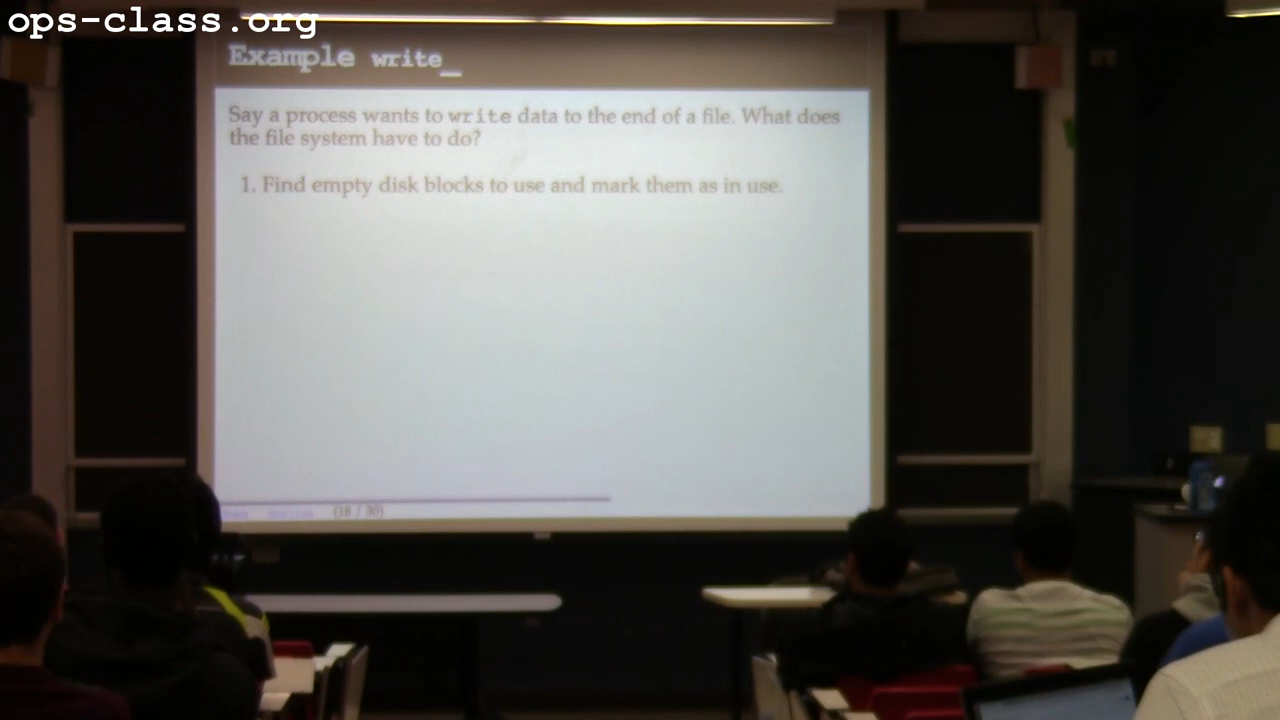 ops-class.org
Example write_
Say a process wants to write data to the end of a file. What does
the file system have to do?
1. Find empty disk blocks to use and mark them as in use.
(18 / 30)